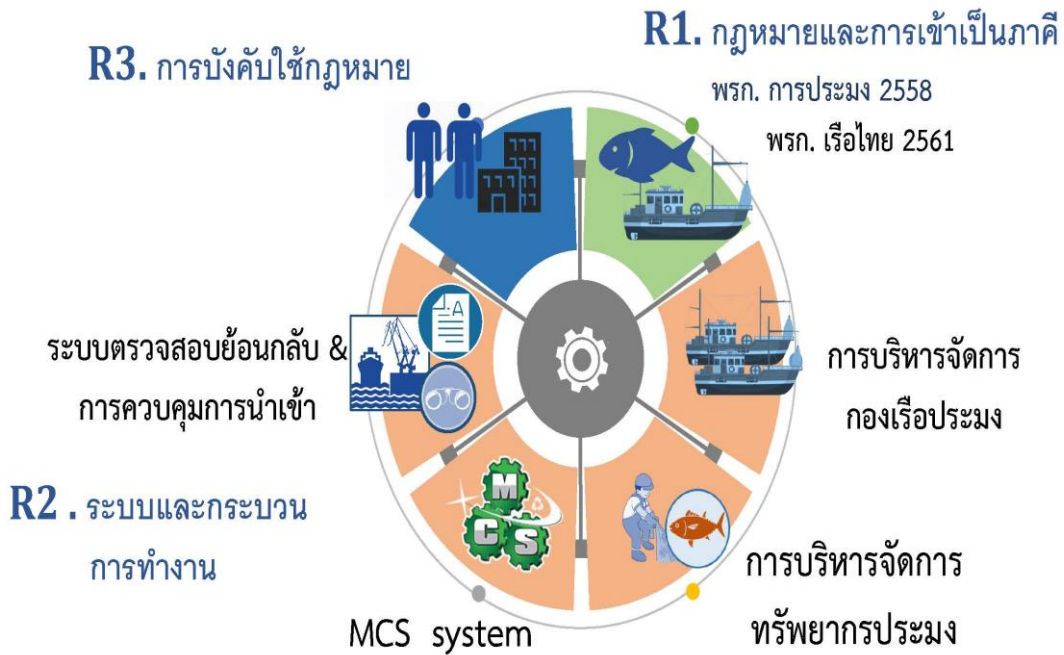 R1. กฎหมายและการเข้าเป็นภาคี
พรก. การประมง 2558
พรก. เรือไทย 2561
R3. การบังคับใช้กฎหมาย
A
ระบบตรวจสอบย้อนกลับ &
การควบคุมการนำเข้า
การบริหารจัดการ
กองเรือประมง
R2 . ระบบและกระบวน
การทำงาน
M
C S
MCS system
การบริหารจัดการ
ทรัพยากรประมง